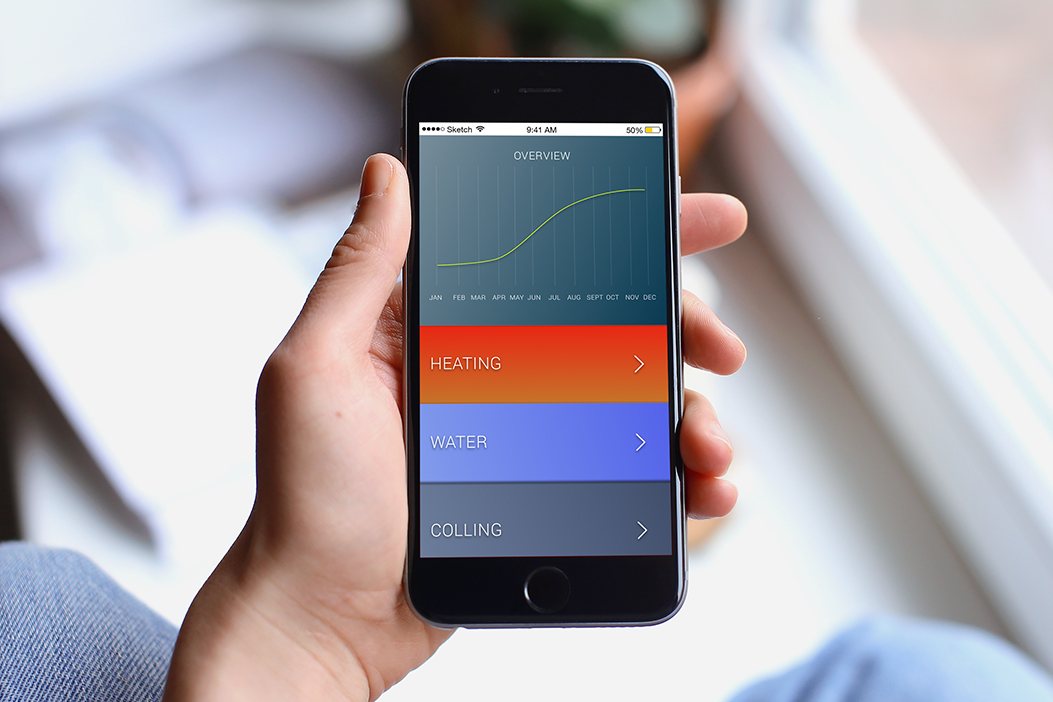 Sketch 9:41 AM 50%
OVERVIEW
JAN FEB MAR APR MAY JUN JUL AUG SEPT OCT NOV DEC
HEATING
WATER
COLLING